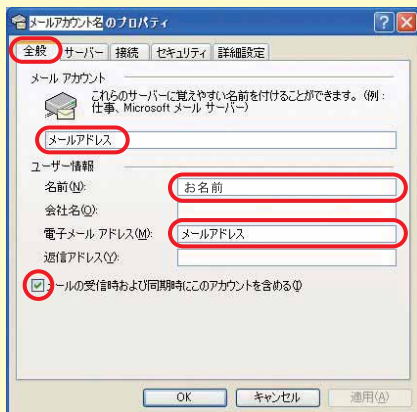 メールアカウント名 のプロパティ
全般 サーバー 接続 セキュリティ 詳細設定
メール アカウント
これらのサーバーに覚えやすい名前を付けることができます。(例:
仕事、Microsoft メール サーバー)
メールアドレス
ユーザー情報
名前(N): お名前
会社名(O):
電子メール アドレス(M): メールアドレス
返信アドレス(Y):
メールの受信時および同期時にこのアカウントを含める(I)
OK キャンセル 適用(A)